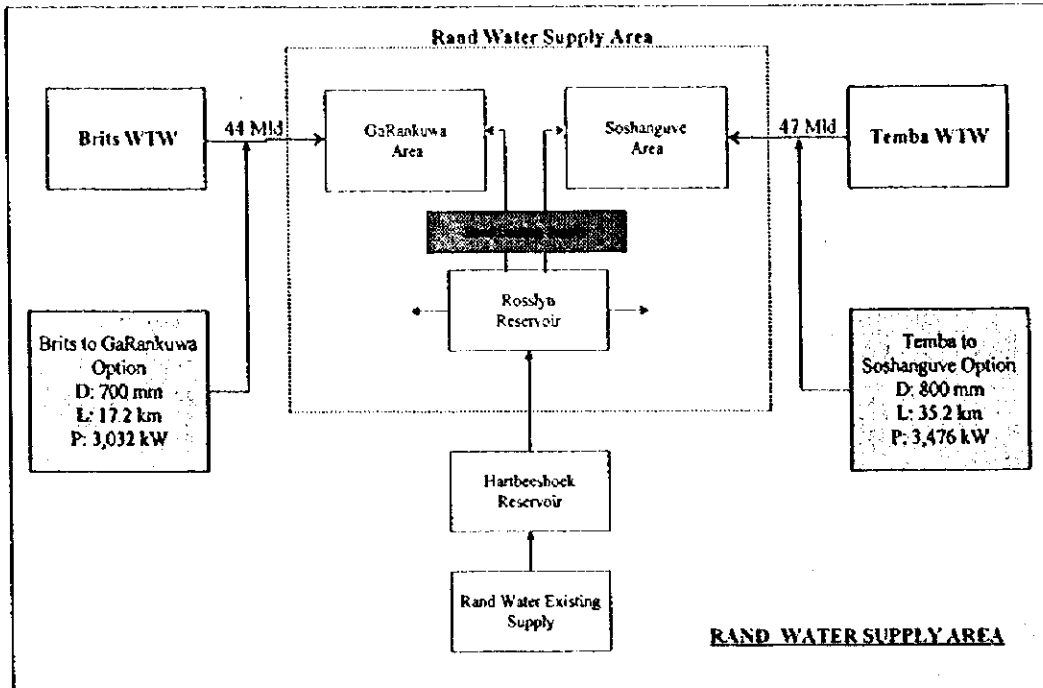 Rand Water Supply Area
Brits WTW
44 Mld
GaRankuwa
Area
Soshanguve
Area
47 Mld
Temba WTW
Rosslyn
Reservoir
Brits to GaRankuwa
Option
D: 700 mm
L: 17.2 km
P: 3,032 kW
Temba to
Soshanguve Option
D: 800 mm
L: 35.2 km
P: 3,476 kW
Hartbeeshoek
Reservoir
Rand Water Existing
Supply
RAND WATER SUPPLY AREA